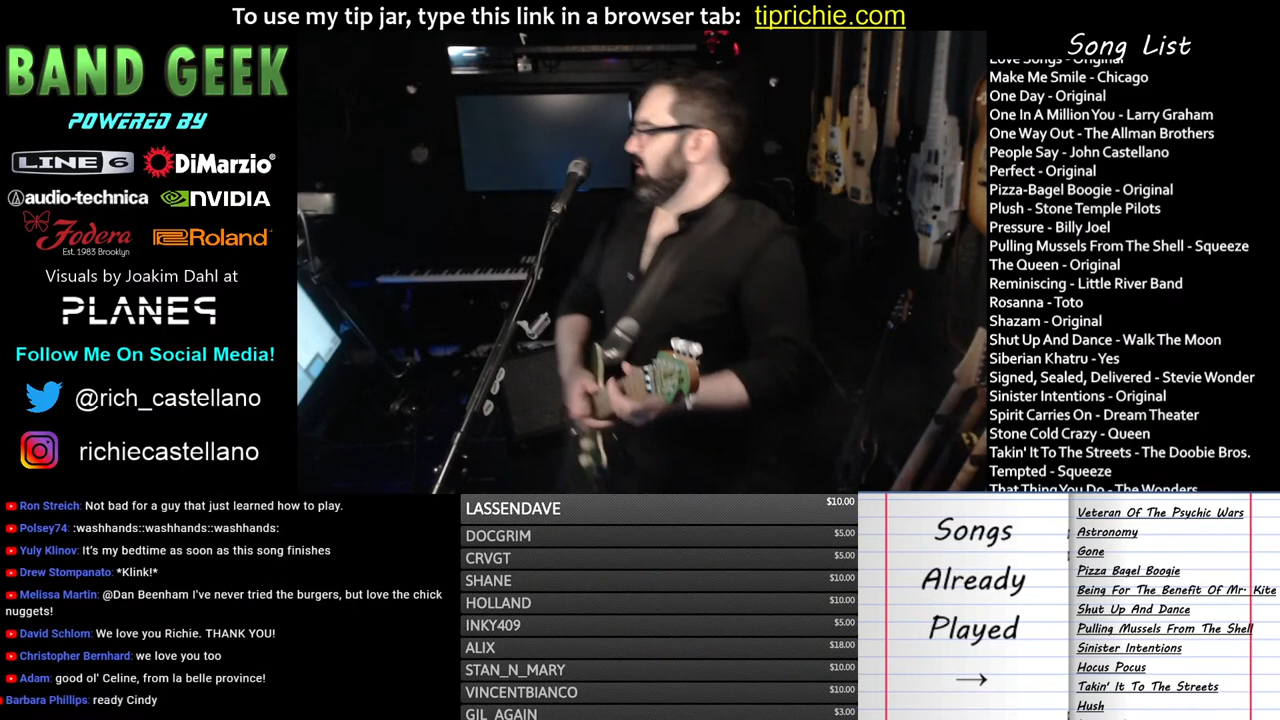 To use my tip jar, type this link in a browser tab: tiprichie.com
BAND GEEK
POWERED BY
LINE 6
DiMarzio
audio-technica
NVIDIA
Fodera
Est. 1983 Brooklyn
Roland
Visuals by Joakim Dahl at
PLANE9
Follow Me On Social Media!
@rich_castellano
richiecastellano
Song List
Love Songs - Original
Make Me Smile - Chicago
One Day - Original
One In A Million You - Larry Graham
One Way Out - The Allman Brothers
People Say - John Castellano
Perfect - Original
Pizza-Bagel Boogie - Original
Plush - Stone Temple Pilots
Pressure - Billy Joel
Pulling Mussels From The Shell - Squeeze
The Queen - Original
Reminiscing - Little River Band
Rosanna - Toto
Shazam - Original
Shut Up And Dance - Walk The Moon
Siberian Khatru - Yes
Signed, Sealed, Delivered - Stevie Wonder
Sinister Intentions - Original
Spirit Carries On - Dream Theater
Stone Cold Crazy - Queen
Takin' It To The Streets - The Doobie Bros.
Tempted - Squeeze
That Thing You Do - The Wonders
Ron Streich: Not bad for a guy that just learned how to play.
Polsey74: :washhands::washhands::washhands:
Yuly Klinov: It's my bedtime as soon as this song finishes
Drew Stompanato: *Klink!*
Melissa Martin: @Dan Beenham I've never tried the burgers, but love the chick
nuggets!
David Schlom: We love you Richie. THANK YOU!
Christopher Bernhard: we love you too
Adam: good ol' Celine, from la belle province!
Barbara Phillips: ready Cindy
LASSENDAVE $10.00
DOCGRIM $5.00
CRVGT $5.00
SHANE $10.00
HOLLAND $10.00
INKY409 $5.00
ALIX $18.00
STAN_N_MARY $10.00
VINCENTBIANCO $10.00
GIL_AGAIN $3.00
Songs
Already
Played
→
Veteran Of The Psychic Wars
Astronomy
Gone
Pizza Bagel Boogie
Being For The Benefit Of Mr. Kite
Shut Up And Dance
Pulling Mussels From The Shell
Sinister Intentions
Hocus Pocus
Takin' It To The Streets
Hush